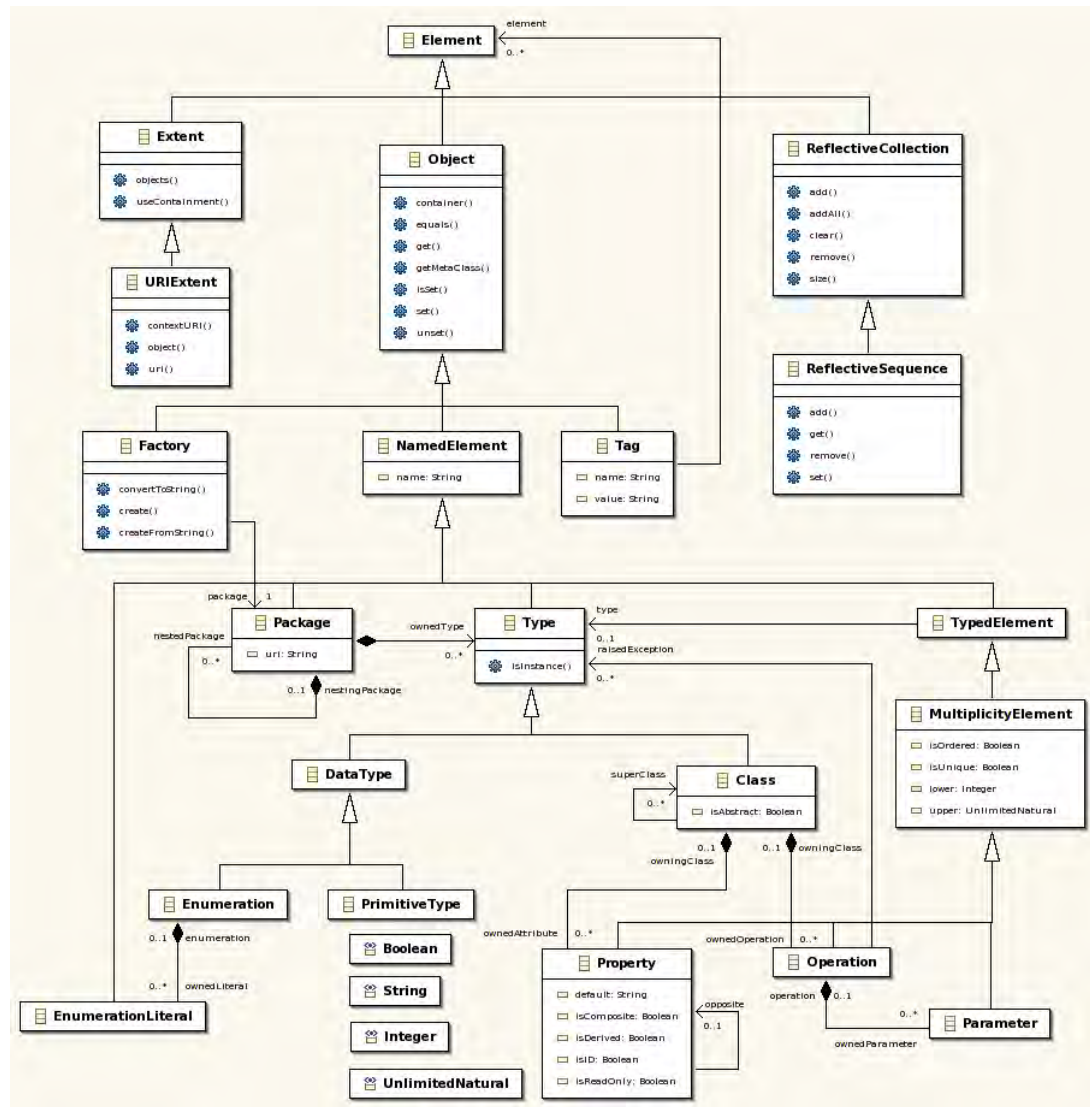 element
Element
0..*
Extent
objects()
useContainment()
Object
container()
equals()
get()
getMetaClass()
isSet()
set()
unset()
ReflectiveCollection
add()
addAll()
clear()
remove()
size()
URIExtent
contextURI()
object()
uri()
ReflectiveSequence
add()
get()
remove()
set()
Factory
convertToString()
create()
createFromString()
NamedElement
name: String
Tag
name: String
value: String
package
1
Package
uri: String
nestedPackage
0..*
0..1
nestingPackage
ownedType
0..*
Type
isInstance()
type
0..1
raisedException
0..*
TypedElement
MultiplicityElement
isOrdered: Boolean
isUnique: Boolean
lower: Integer
upper: UnlimitedNatural
DataType
superClass
0..*
Class
isAbstract: Boolean
0..1
owningClass
0..1
owningClass
Enumeration
PrimitiveType
0..1
enumeration
0..*
ownedLiteral
EnumerationLiteral
Boolean
String
Integer
UnlimitedNatural
ownedAttribute
0..*
Property
default: String
isComposite: Boolean
isDerived: Boolean
isID: Boolean
isReadOnly: Boolean
opposite
0..1
ownedOperation
0..*
Operation
operation
0..1
0..*
ownedParameter
Parameter